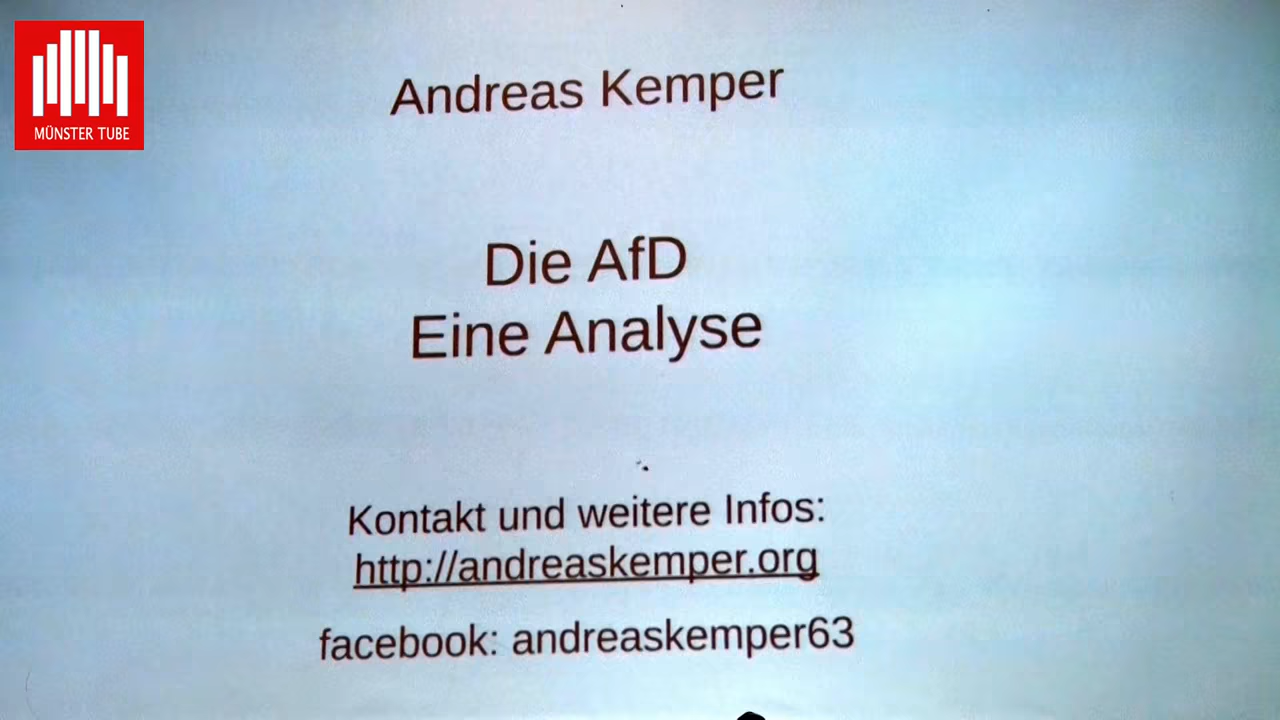 MÜNSTER TUBE
Andreas Kemper
Die AfD
Eine Analyse
Kontakt und weitere Infos:
http://andreaskemper.org
facebook: andreaskemper63